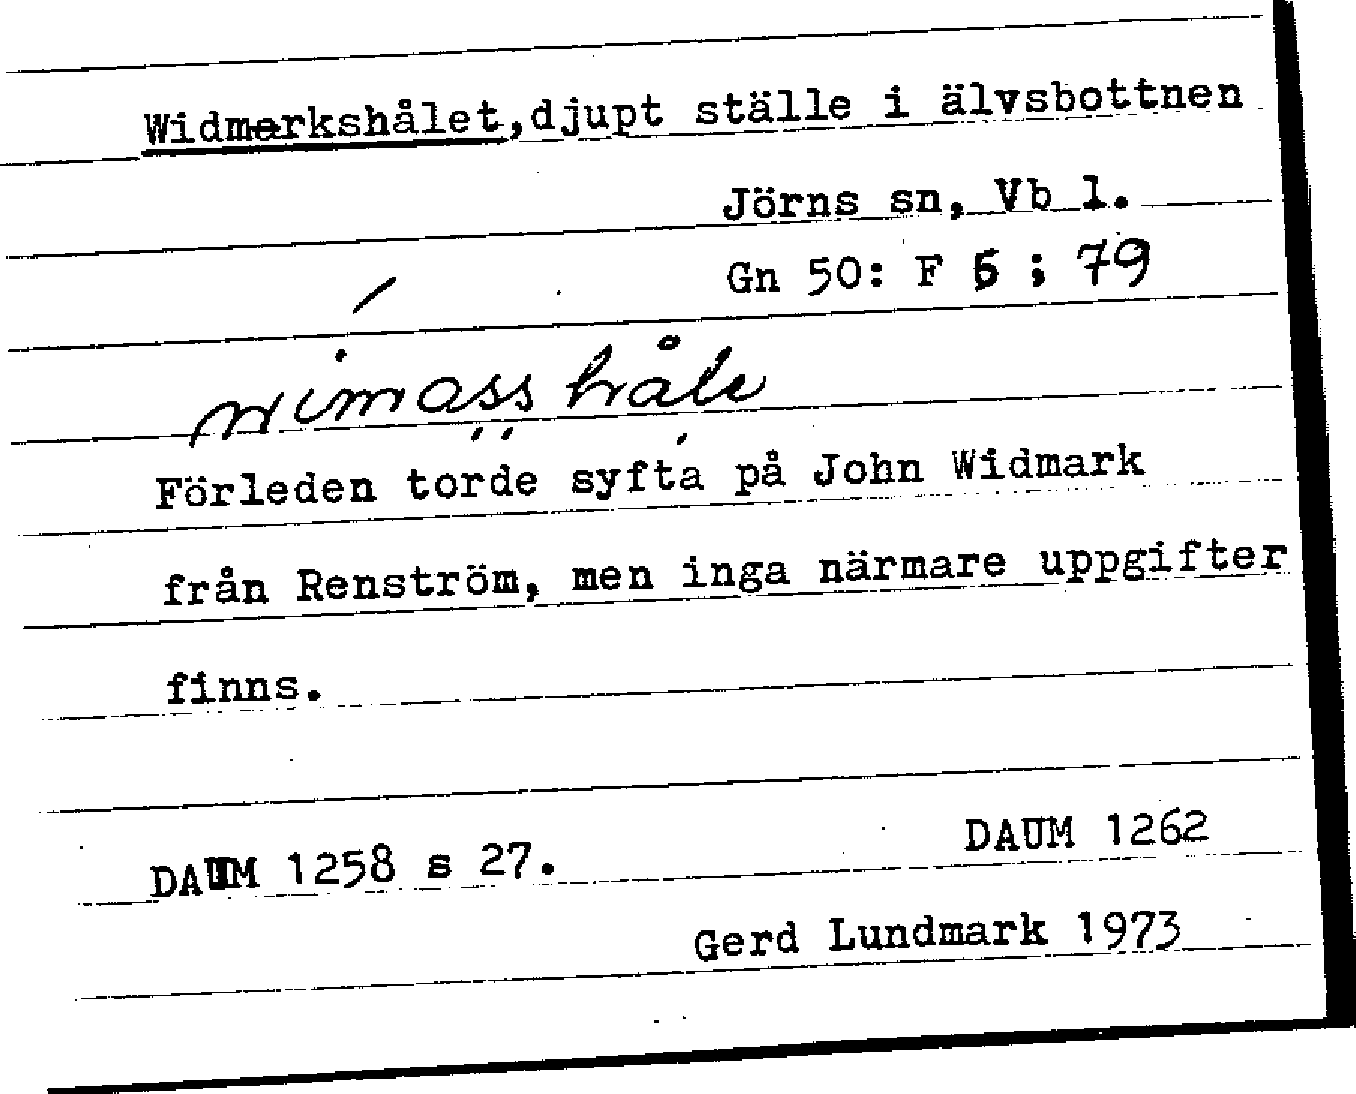 Widmarkshålet, djupt ställe i älvsbottnen
Jörns sn, Vb l.
Gn 50: F 5 ; 79
Förleden torde syfta på John Widmark
från Renström, men inga närmare uppgifter
finns.
DAUM 1258 s 27.
DAUM 1262
Gerd Lundmark 1973